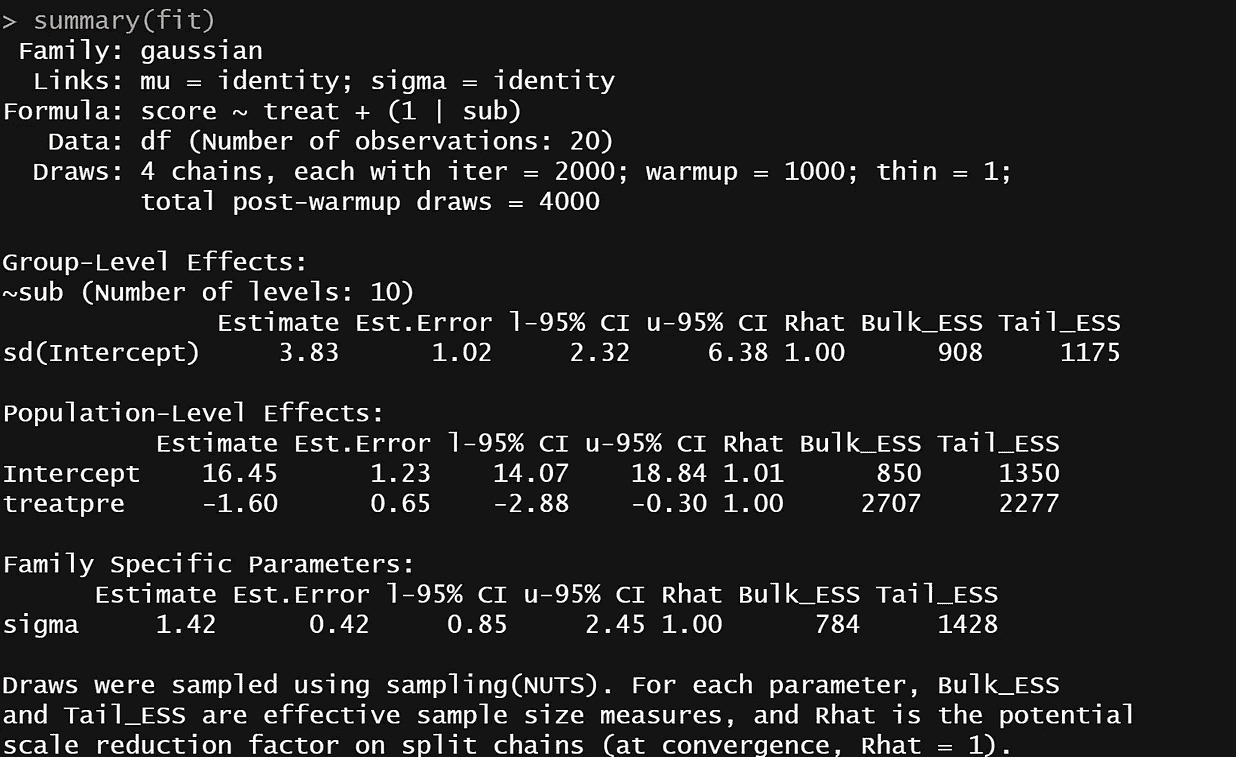 > summary(fit)
 Family: gaussian
  Links: mu = identity; sigma = identity
Formula: score ~ treat + (1 | sub)
   Data: df (Number of observations: 20)
  Draws: 4 chains, each with iter = 2000; warmup = 1000; thin = 1;
         total post-warmup draws = 4000

Group-Level Effects:
~sub (Number of levels: 10)
              Estimate Est.Error l-95% CI u-95% CI Rhat Bulk_ESS Tail_ESS
sd(Intercept)     3.83      1.02     2.32     6.38 1.00      908     1175

Population-Level Effects:
          Estimate Est.Error l-95% CI u-95% CI Rhat Bulk_ESS Tail_ESS
Intercept    16.45      1.23    14.07    18.84 1.01      850     1350
treatpre     -1.60      0.65    -2.88    -0.30 1.00     2707     2277

Family Specific Parameters:
      Estimate Est.Error l-95% CI u-95% CI Rhat Bulk_ESS Tail_ESS
sigma     1.42      0.42     0.85     2.45 1.00      784     1428

Draws were sampled using sampling(NUTS). For each parameter, Bulk_ESS
and Tail_ESS are effective sample size measures, and Rhat is the potential
scale reduction factor on split chains (at convergence, Rhat = 1).